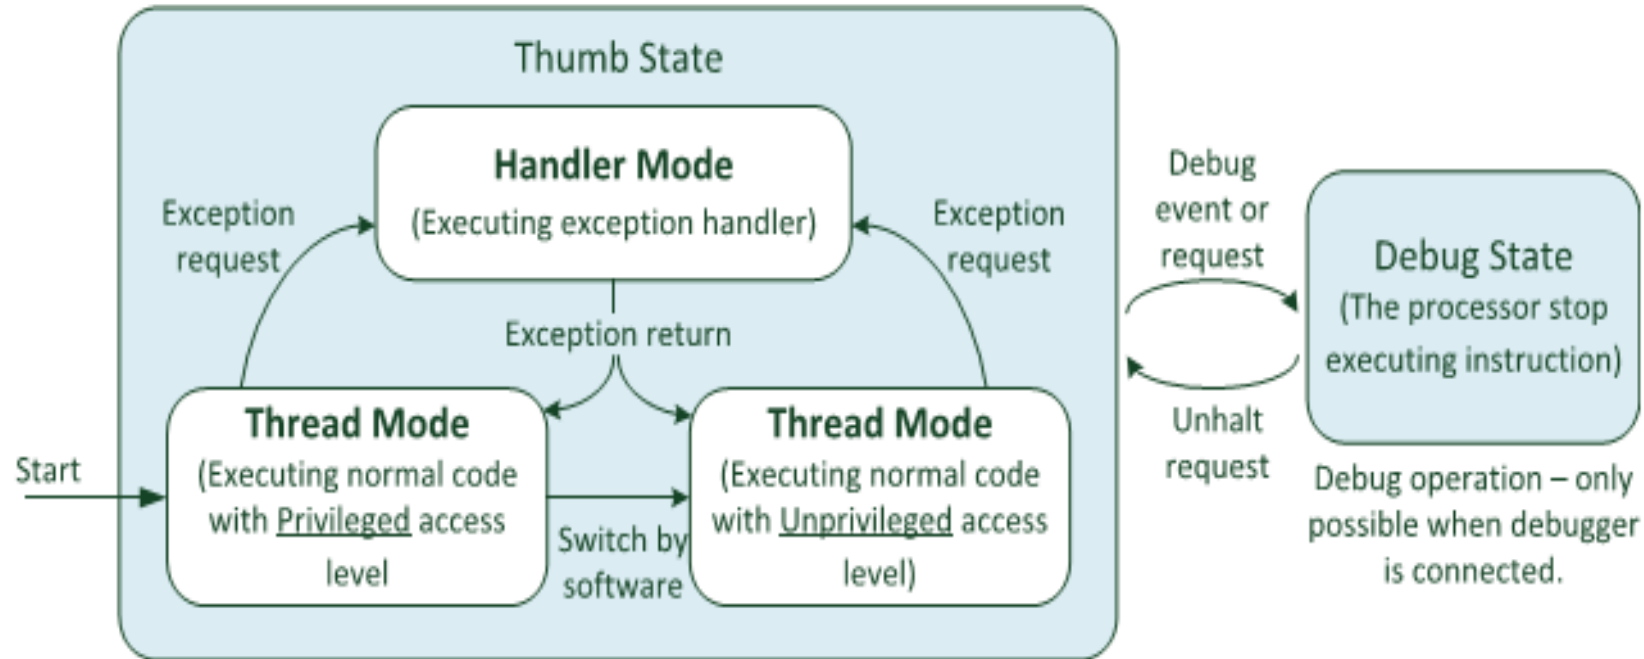 Thumb State
Handler Mode
(Executing exception handler)
Exception
request
Exception
request
Exception return
Start
Thread Mode
(Executing normal code
with Privileged access
level
Switch by
software
Thread Mode
(Executing normal code
with Unprivileged access
level)
Debug
event or
request
Unhalt
request
Debug State
(The processor stop
executing instruction)
Debug operation – only
possible when debugger
is connected.